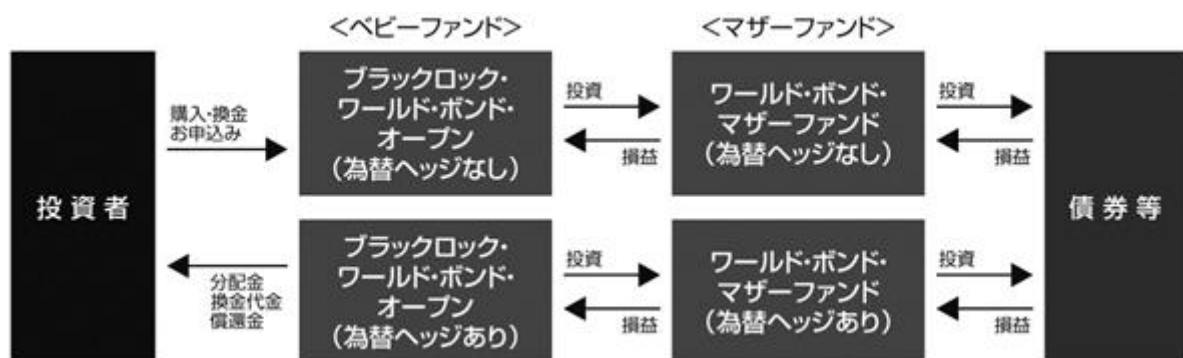 <ベビーファンド>
<マザーファンド>
投資者
購入・換金
お申込み
ブラックロック・
ワールド・ボンド・
オープン
(為替ヘッジなし)
投資
損益
ワールド・ボンド・
マザーファンド
(為替ヘッジなし)
投資
損益
債券等
分配金
換金代金
償還金
ブラックロック・
ワールド・ボンド・
オープン
(為替ヘッジあり)
投資
損益
ワールド・ボンド・
マザーファンド
(為替ヘッジあり)
投資
損益